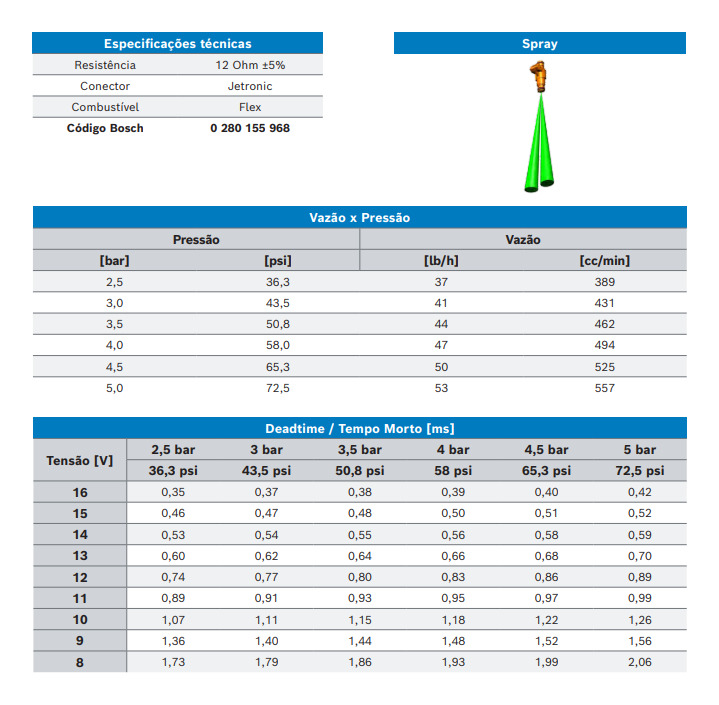 Especificações técnicas
Resistência 12 Ohm ±5%
Conector Jetronic
Combustível Flex
Código Bosch 0 280 155 968
Spray
Vazão x Pressão
Pressão Vazão
[bar] [psi] [lb/h] [cc/min]
2,5 36,3 37 389
3,0 43,5 41 431
3,5 50,8 44 462
4,0 58,0 47 494
4,5 65,3 50 525
5,0 72,5 53 557
Deadtime / Tempo Morto [ms]
Tensão [V] 2,5 bar 3 bar 3,5 bar 4 bar 4,5 bar 5 bar
36,3 psi 43,5 psi 50,8 psi 58 psi 65,3 psi 72,5 psi
16 0,35 0,37 0,38 0,39 0,40 0,42
15 0,46 0,47 0,48 0,50 0,51 0,52
14 0,53 0,54 0,55 0,56 0,58 0,59
13 0,60 0,62 0,64 0,66 0,68 0,70
12 0,74 0,77 0,80 0,83 0,86 0,89
11 0,89 0,91 0,93 0,95 0,97 0,99
10 1,07 1,11 1,15 1,18 1,22 1,26
9 1,36 1,40 1,44 1,48 1,52 1,56
8 1,73 1,79 1,86 1,93 1,99 2,06